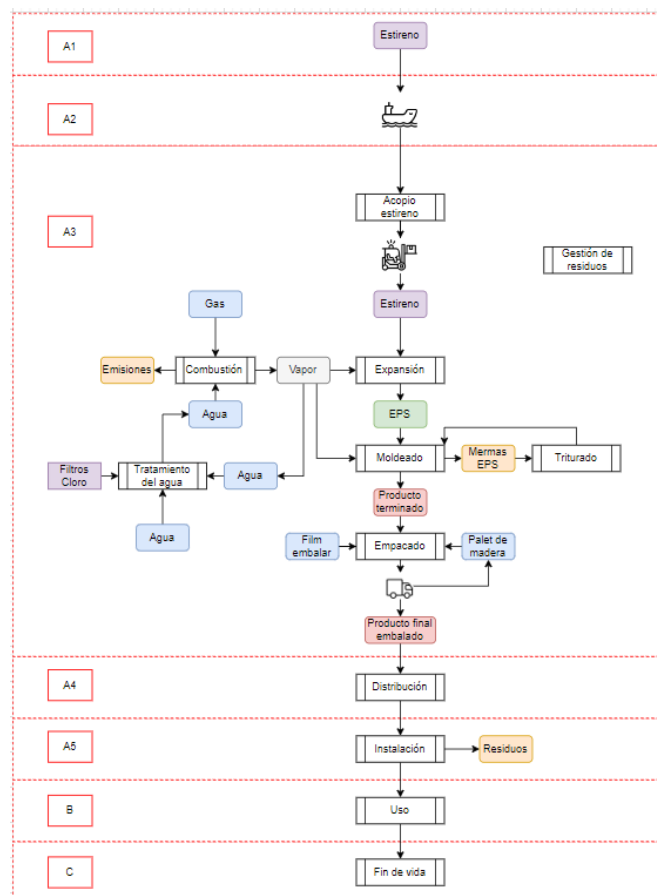 A1
Estireno
A2
A3
Acopio
estireno
Gestión de
residuos
Gas
Estireno
Emisiones
Combustión
Vapor
Expansión
Agua
EPS
Filtros
Cloro
Tratamiento
del agua
Agua
Moldeado
Mermas
EPS
Triturado
Producto
terminado
Agua
Film
embalar
Empacado
Palet de
madera
Producto final
embalado
A4
Distribución
A5
Instalación
Residuos
B
Uso
C
Fin de vida